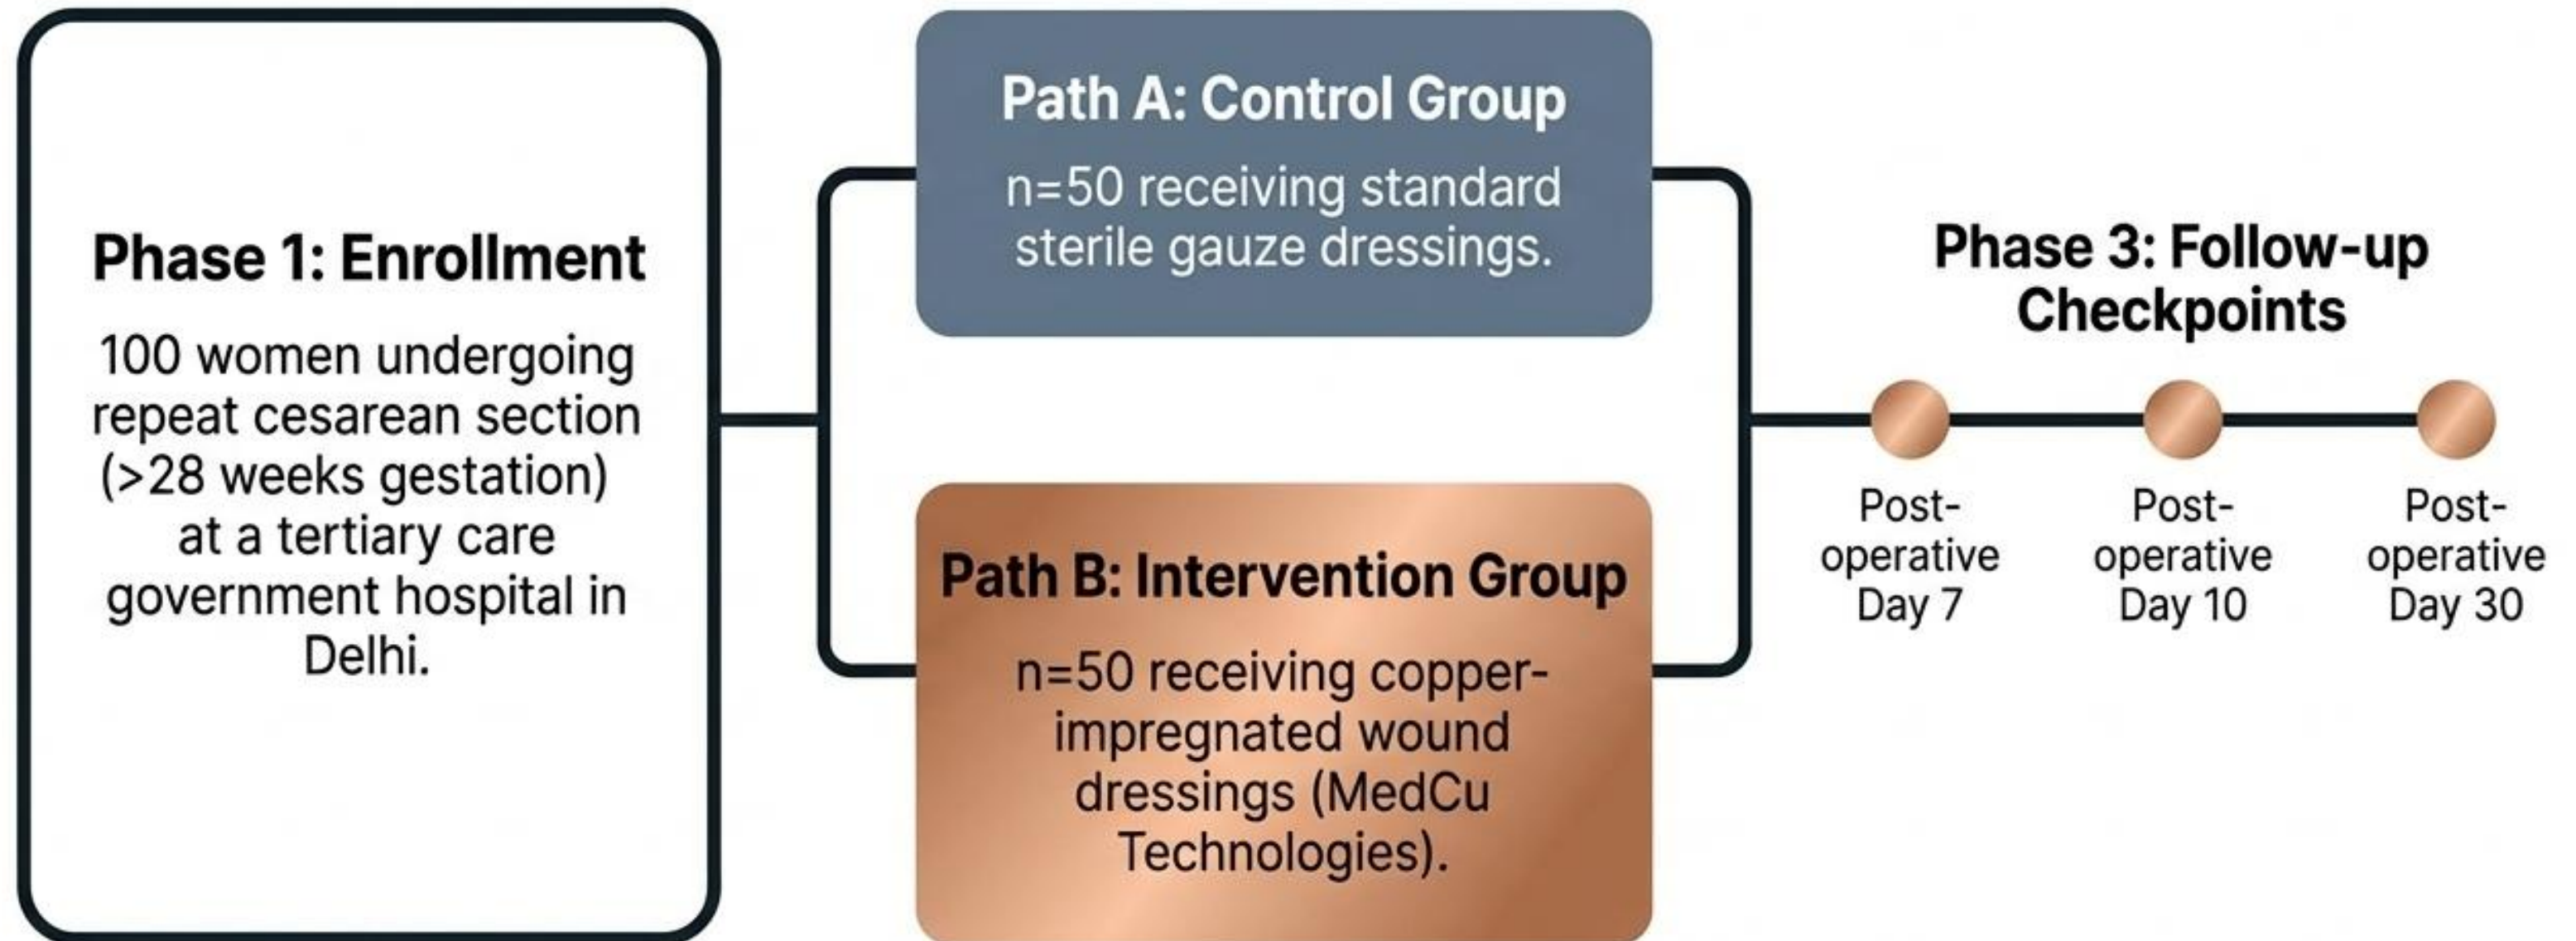 Phase 1: Enrollment
100 women undergoing
repeat cesarean section
(>28 weeks gestation)
at a tertiary care
government hospital in
Delhi.
Path A: Control Group
n=50 receiving standard
sterile gauze dressings.
Path B: Intervention Group
n=50 receiving copper-
impregnated wound
dressings (MedCu
Technologies).
Phase 3: Follow-up
Checkpoints
Post-
operative
Day 7
Post-
operative
Day 10
Post-
operative
Day 30